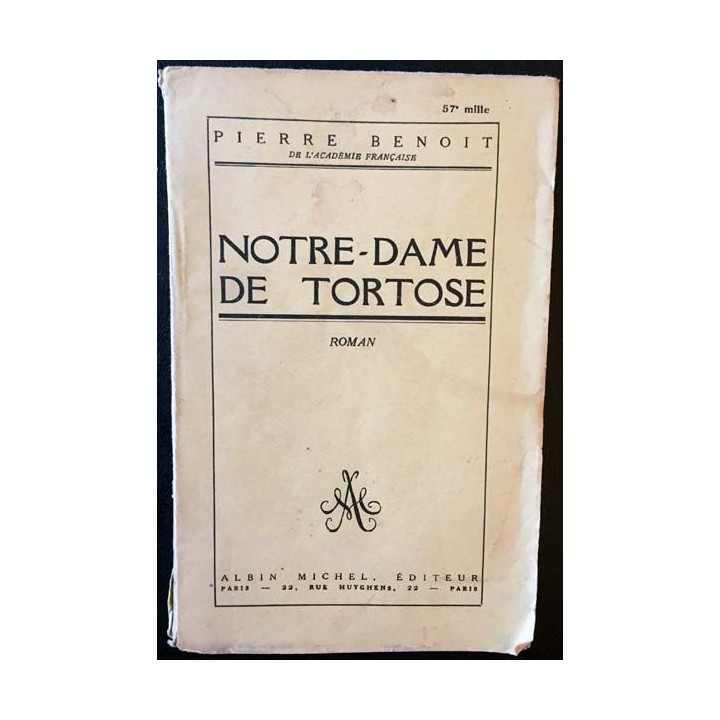 57e mille
PIERRE BENOIT
DE L'ACADÉMIE FRANÇAISE
NOTRE-DAME
DE TORTOSE
ROMAN
AM
ALBIN MICHEL, ÉDITEUR
PARIS — 22, RUE HUYGHENS, 22 — PARIS